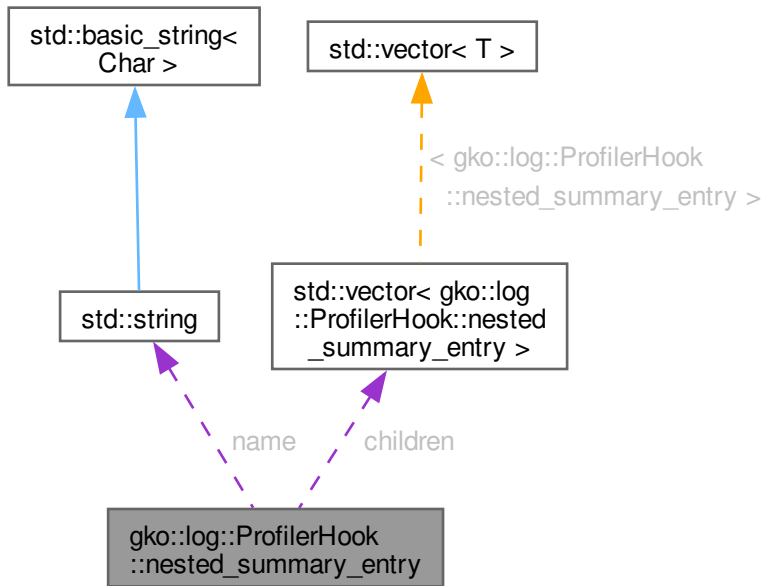 std::basic_string<
Char >
std::vector< T >
< gko::log::ProfilerHook
::nested_summary_entry >
std::string
std::vector< gko::log
::ProfilerHook::nested
_summary_entry >
name
children
gko::log::ProfilerHook
::nested_summary_entry